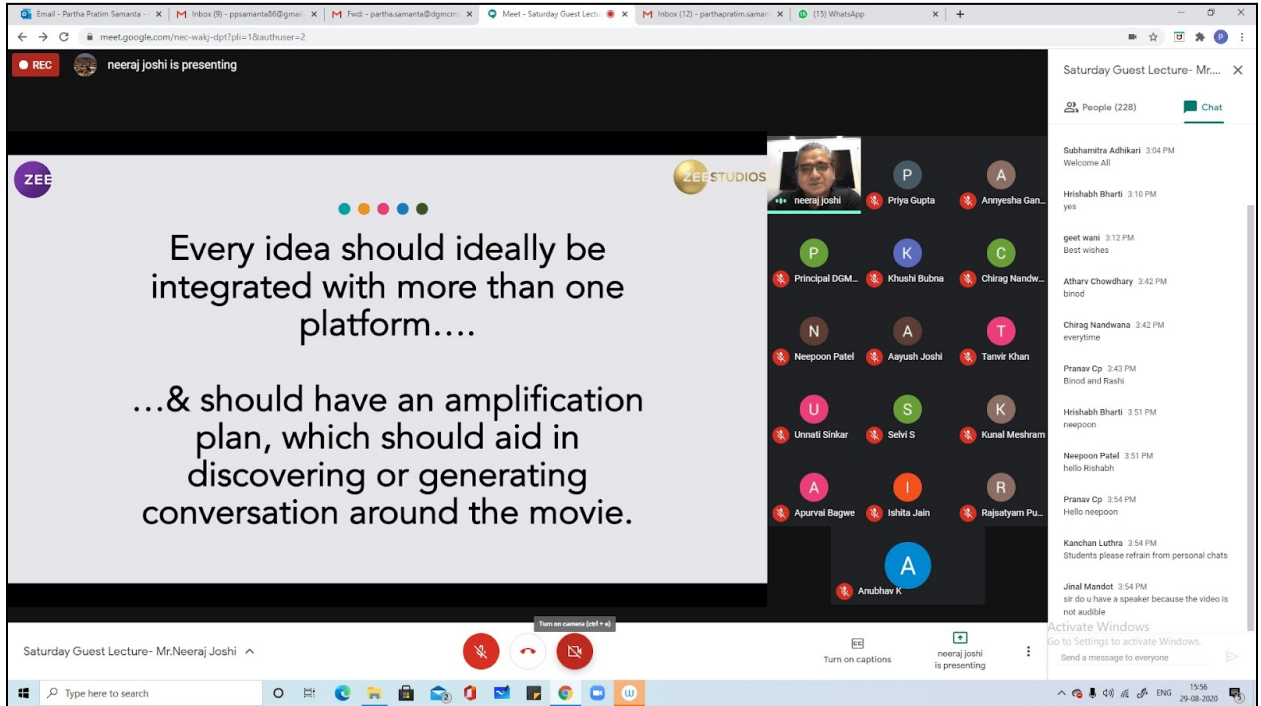 Email - Partha Pratim Samanta -
Inbox (9) - ppsamanta86@gmail.
Fwd: - partha.samanta@dgmcms
Meet - Saturday Guest Lectu
Inbox (12) - parthapratim.saman
(15) WhatsApp
meet.google.com/nec-wakj-dpt?pli=1&authuser=2
REC
neeraj joshi is presenting
ZEE
ZEE STUDIOS
Every idea should ideally be
integrated with more than one
platform....
...& should have an amplification
plan, which should aid in
discovering or generating
conversation around the movie.
neeraj joshi
P
Priya Gupta
A
Annyesha Gan...
P
Principal DGM...
K
Khushi Bubna
C
Chirag Nandw...
N
Neepoon Patel
A
Aayush Joshi
T
Tanvir Khan
U
Unnati Sinkar
S
Selvi S
K
Kunal Meshram
A
Apurvai Bagwe
I
Ishita Jain
R
Rajsatyam Pu...
A
Anubhav K
Saturday Guest Lecture- Mr....
People (228)
Chat
Subhamitra Adhikari 3:04 PM
Welcome All
Hrishabh Bharti 3:10 PM
yes
geet wani 3:12 PM
Best wishes
Atharv Chowdhary 3:42 PM
binod
Chirag Nandwana 3:42 PM
everytime
Pranav Cp 3:43 PM
Binod and Rashi
Hrishabh Bharti 3:51 PM
neepoon
Neepoon Patel 3:51 PM
hello Rishabh
Pranav Cp 3:54 PM
Hello neepoon
Kanchan Luthra 3:54 PM
Students please refrain from personal chats
Jinal Mandot 3:54 PM
sir do u have a speaker because the video is
not audible
Activate Windows
Go to Settings to activate Windows.
Send a message to everyone
Turn on camera (ctrl + e)
Saturday Guest Lecture- Mr.Neeraj Joshi
Turn on captions
neeraj joshi
is presenting
Type here to search
ENG
15:56
29-08-2020